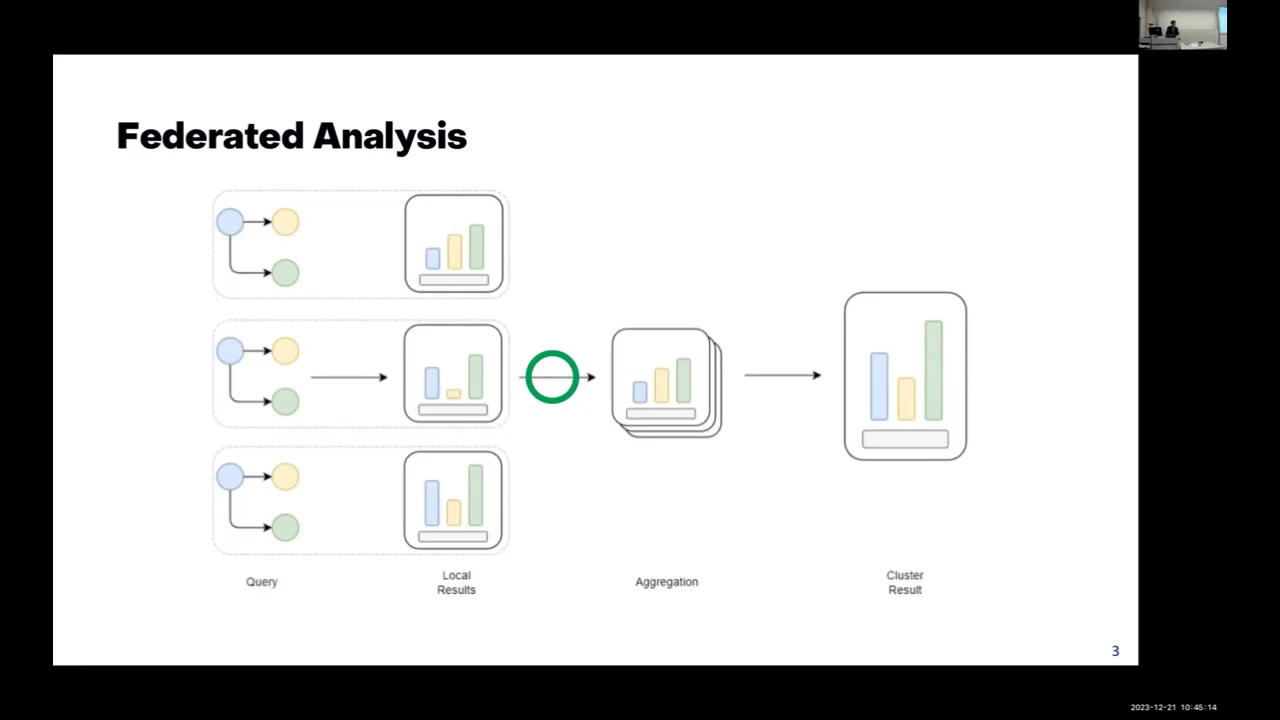 Federated Analysis
Query
Local
Results
Aggregation
Cluster
Result
3
2023-12-21 10:45:14